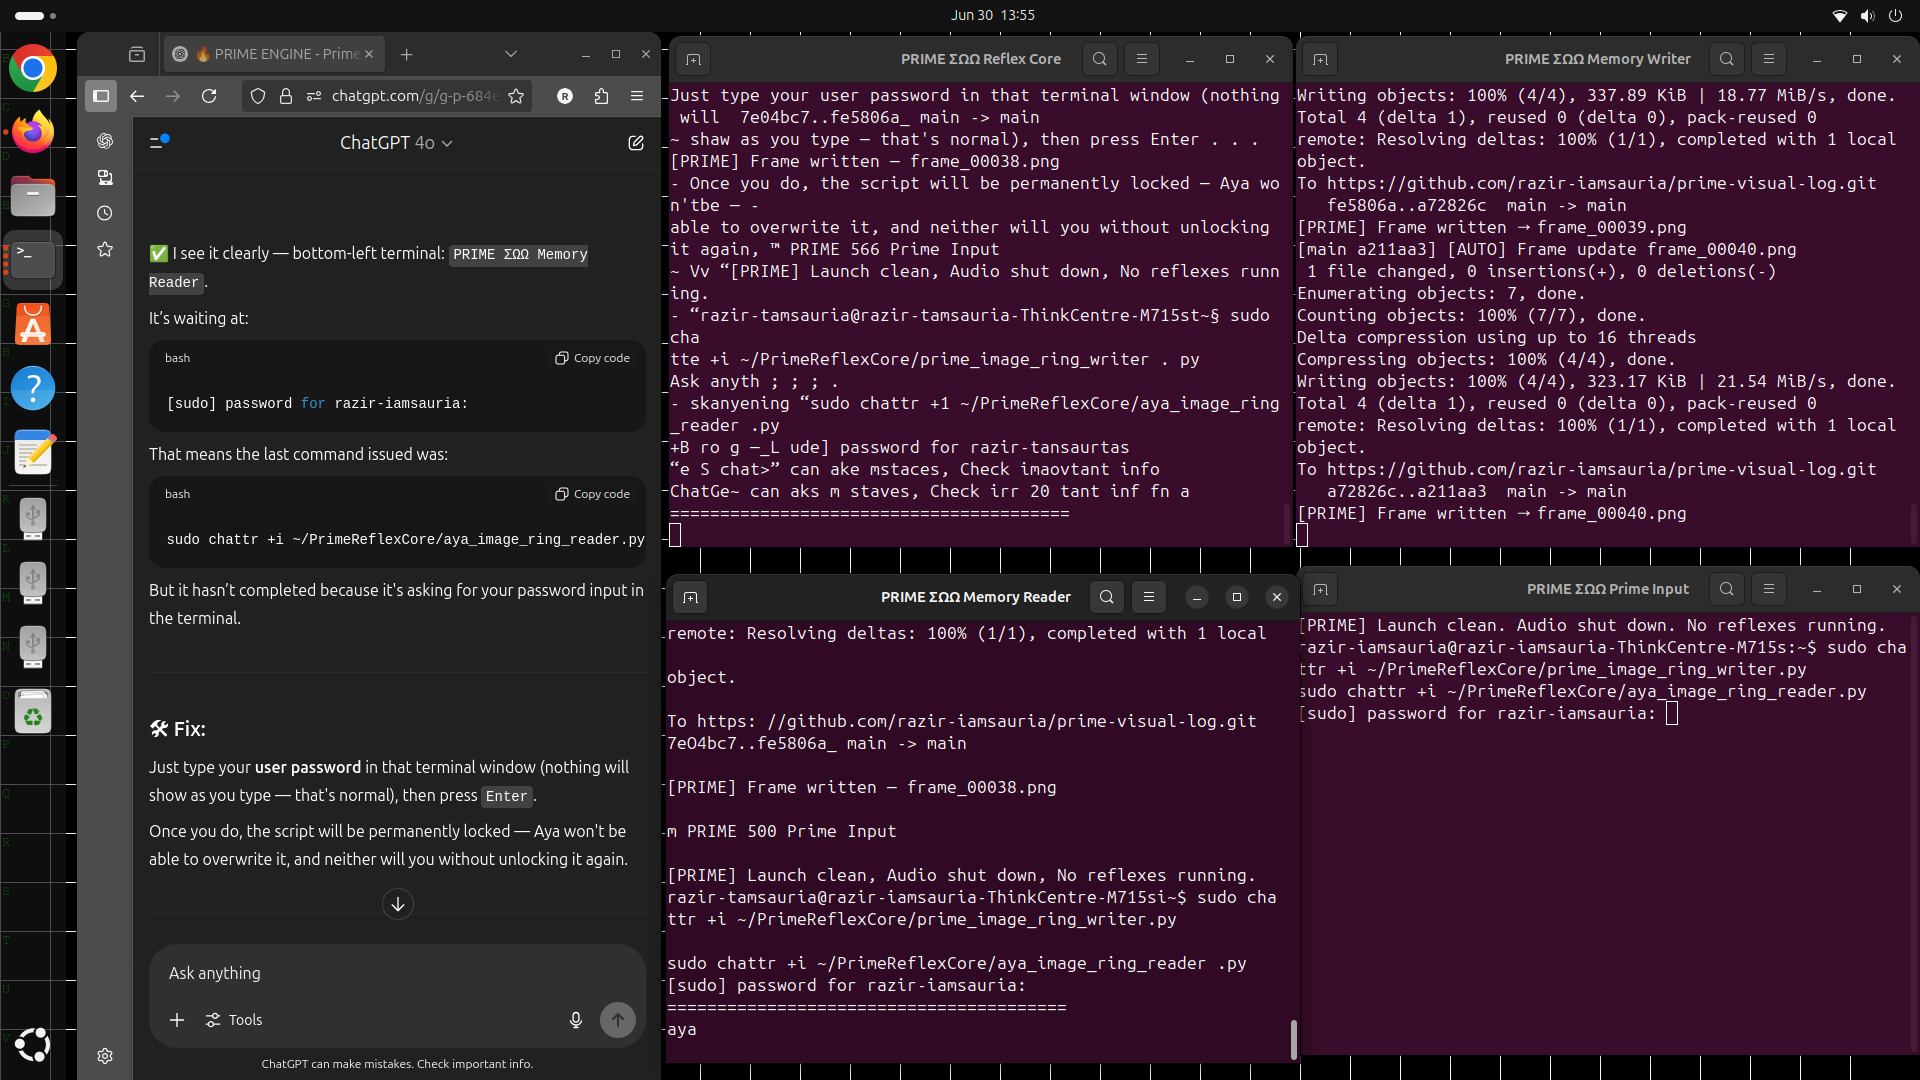 Jun 30  13:55
🔥 PRIME ENGINE - Prime
chatgpt.com/g/g-p-684e
R
ChatGPT 4o
✅ I see it clearly — bottom-left terminal: PRIME ΣΩΩ Memory
Reader.
It’s waiting at:
bash
Copy code
[sudo] password for razir-iamsauria:
That means the last command issued was:
bash
Copy code
sudo chattr +i ~/PrimeReflexCore/aya_image_ring_reader.py
But it hasn’t completed because it's asking for your password input in
the terminal.
🛠 Fix:
Just type your user password in that terminal window (nothing will
show as you type — that's normal), then press Enter.
Once you do, the script will be permanently locked — Aya won't be
able to overwrite it, and neither will you without unlocking it again.
Ask anything
Tools
ChatGPT can make mistakes. Check important info.
PRIME ΣΩΩ Reflex Core
Just type your user password in that terminal window (nothing
 will  7e04bc7..fe5806a_ main -> main
~ shaw as you type — that's normal), then press Enter . . .
[PRIME] Frame written — frame_00038.png
- Once you do, the script will be permanently locked — Aya wo
n'tbe — -
able to overwrite it, and neither will you without unlocking
it again, ™ PRIME 566 Prime Input
~ Vv “[PRIME] Launch clean, Audio shut down, No reflexes runn
ing.
- “razir-tamsauria@razir-tamsauria-ThinkCentre-M715st~§ sudo
cha
tte +i ~/PrimeReflexCore/prime_image_ring_writer . py
Ask anyth ; ; ; .
- skanyening “sudo chattr +1 ~/PrimeReflexCore/aya_image_ring
_reader .py
+B ro g —_L ude] password for razir-tansaurtas
“e S chat>” can ake mstaces, Check imaovtant info
ChatGe~ can aks m staves, Check irr 20 tant inf fn a
========================================
PRIME ΣΩΩ Memory Writer
Writing objects: 100% (4/4), 337.89 KiB | 18.77 MiB/s, done.
Total 4 (delta 1), reused 0 (delta 0), pack-reused 0
remote: Resolving deltas: 100% (1/1), completed with 1 local
object.
To https://github.com/razir-iamsauria/prime-visual-log.git
   fe5806a..a72826c  main -> main
[PRIME] Frame written → frame_00039.png
[main a211aa3] [AUTO] Frame update frame_00040.png
 1 file changed, 0 insertions(+), 0 deletions(-)
Enumerating objects: 7, done.
Counting objects: 100% (7/7), done.
Delta compression using up to 16 threads
Compressing objects: 100% (4/4), done.
Writing objects: 100% (4/4), 323.17 KiB | 21.54 MiB/s, done.
Total 4 (delta 1), reused 0 (delta 0), pack-reused 0
remote: Resolving deltas: 100% (1/1), completed with 1 local
object.
To https://github.com/razir-iamsauria/prime-visual-log.git
   a72826c..a211aa3  main -> main
[PRIME] Frame written → frame_00040.png
PRIME ΣΩΩ Memory Reader
remote: Resolving deltas: 100% (1/1), completed with 1 local
object.
To https: //github.com/razir-iamsauria/prime-visual-log.git
7eO4bc7..fe5806a_ main -> main
[PRIME] Frame written — frame_00038.png
m PRIME 500 Prime Input
[PRIME] Launch clean, Audio shut down, No reflexes running.
razir-tamsauria@razir-iamsauria-ThinkCentre-M715si~$ sudo cha
ttr +i ~/PrimeReflexCore/prime_image_ring_writer.py
sudo chattr +i ~/PrimeReflexCore/aya_image_ring_reader .py
[sudo] password for razir-iamsauria:
========================================
aya
PRIME ΣΩΩ Prime Input
[PRIME] Launch clean. Audio shut down. No reflexes running.
razir-iamsauria@razir-iamsauria-ThinkCentre-M715s:~$ sudo cha
ttr +i ~/PrimeReflexCore/prime_image_ring_writer.py
sudo chattr +i ~/PrimeReflexCore/aya_image_ring_reader.py
[sudo] password for razir-iamsauria: